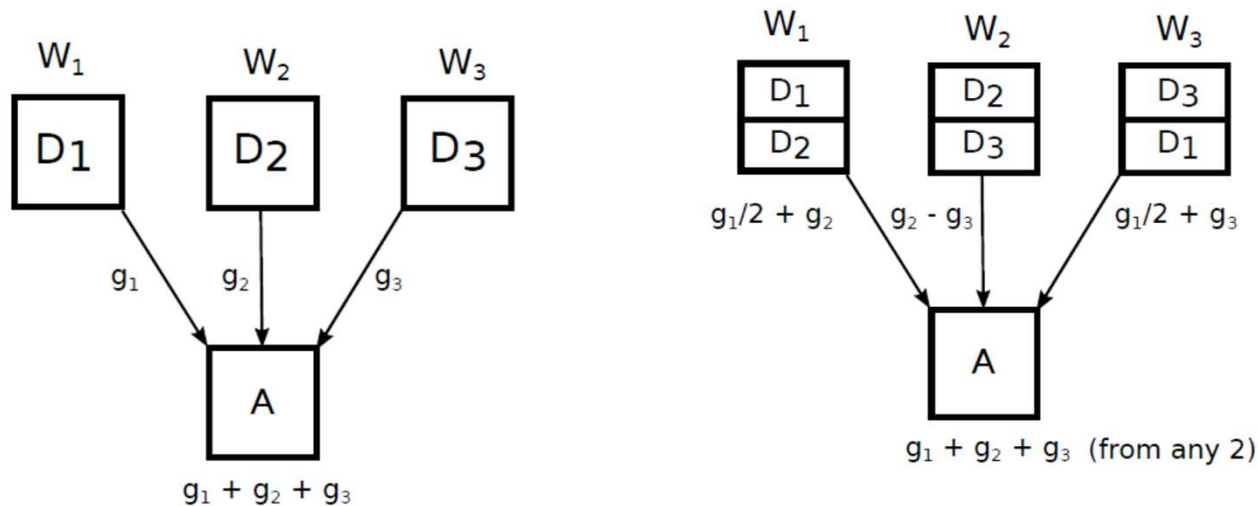 W₁ W₂ W₃
D₁ D₂ D₃
g₁ g₂ g₃
A
g₁ + g₂ + g₃
W₁ W₂ W₃
D₁ D₂ D₃
D₂ D₃ D₁
g₁/2 + g₂ g₂ - g₃ g₁/2 + g₃
A
g₁ + g₂ + g₃ (from any 2)